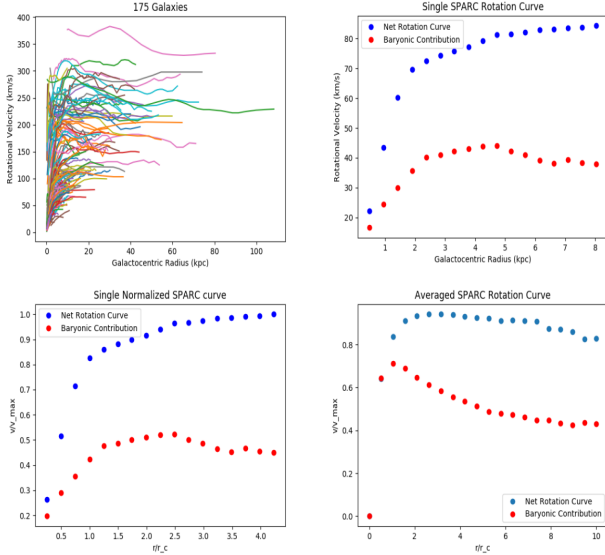 175 Galaxies
400
350
300
250
200
150
100
50
0
0 20 40 60 80 100
Rotational Velocity (km/s)
Galactocentric Radius (kpc)
Single SPARC Rotation Curve
Net Rotation Curve
Baryonic Contribution
80
70
60
50
40
30
20
1 2 3 4 5 6 7 8
Rotational Velocity (km/s)
Galactocentric Radius (kpc)
Single Normalized SPARC curve
Net Rotation Curve
Baryonic Contribution
1.0
0.9
0.8
0.7
0.6
0.5
0.4
0.3
0.2
0.5 1.0 1.5 2.0 2.5 3.0 3.5 4.0
v/v_max
r/r_c
Averaged SPARC Rotation Curve
0.8
0.6
0.4
0.2
0.0
0 2 4 6 8 10
v/v_max
Net Rotation Curve
Baryonic Contribution
r/r_c